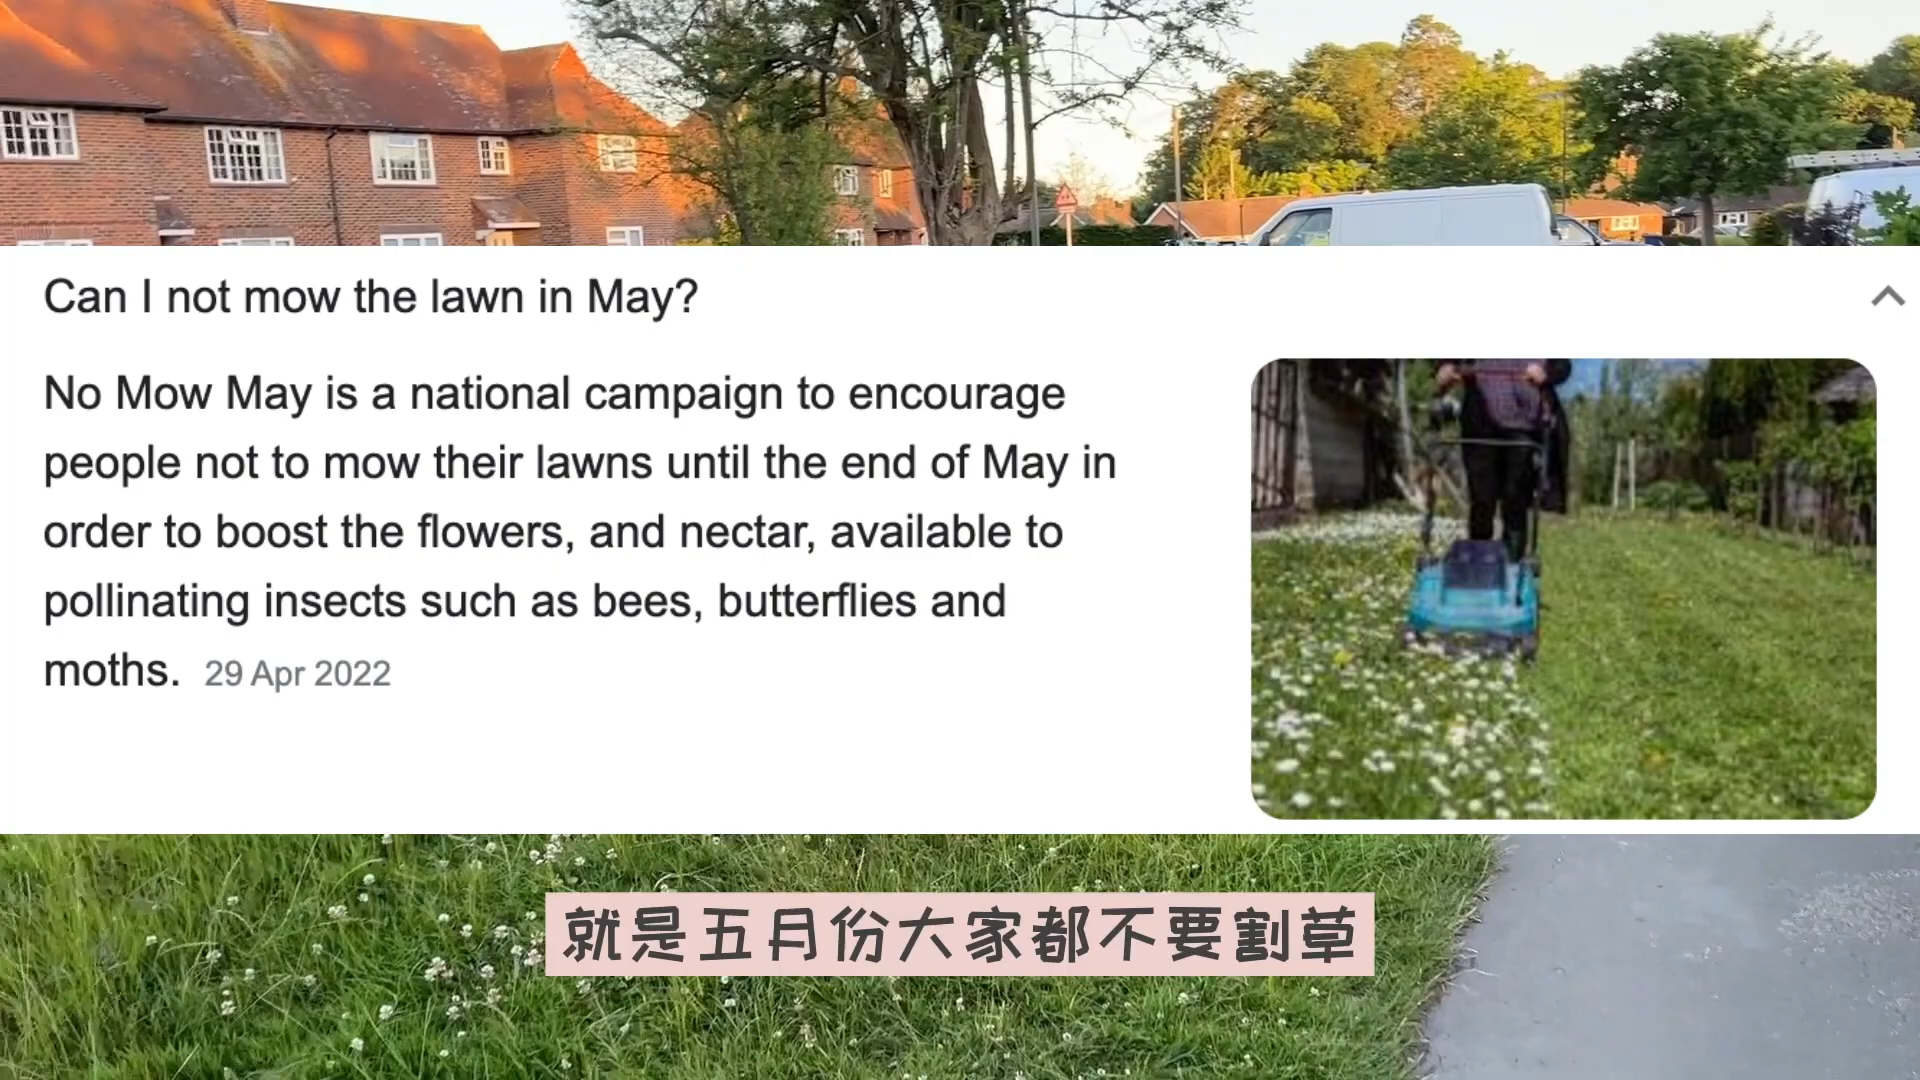 Can I not mow the lawn in May?
No Mow May is a national campaign to encourage
people not to mow their lawns until the end of May in
order to boost the flowers, and nectar, available to
pollinating insects such as bees, butterflies and
moths. 29 Apr 2022
就是五月份大家都不要割草